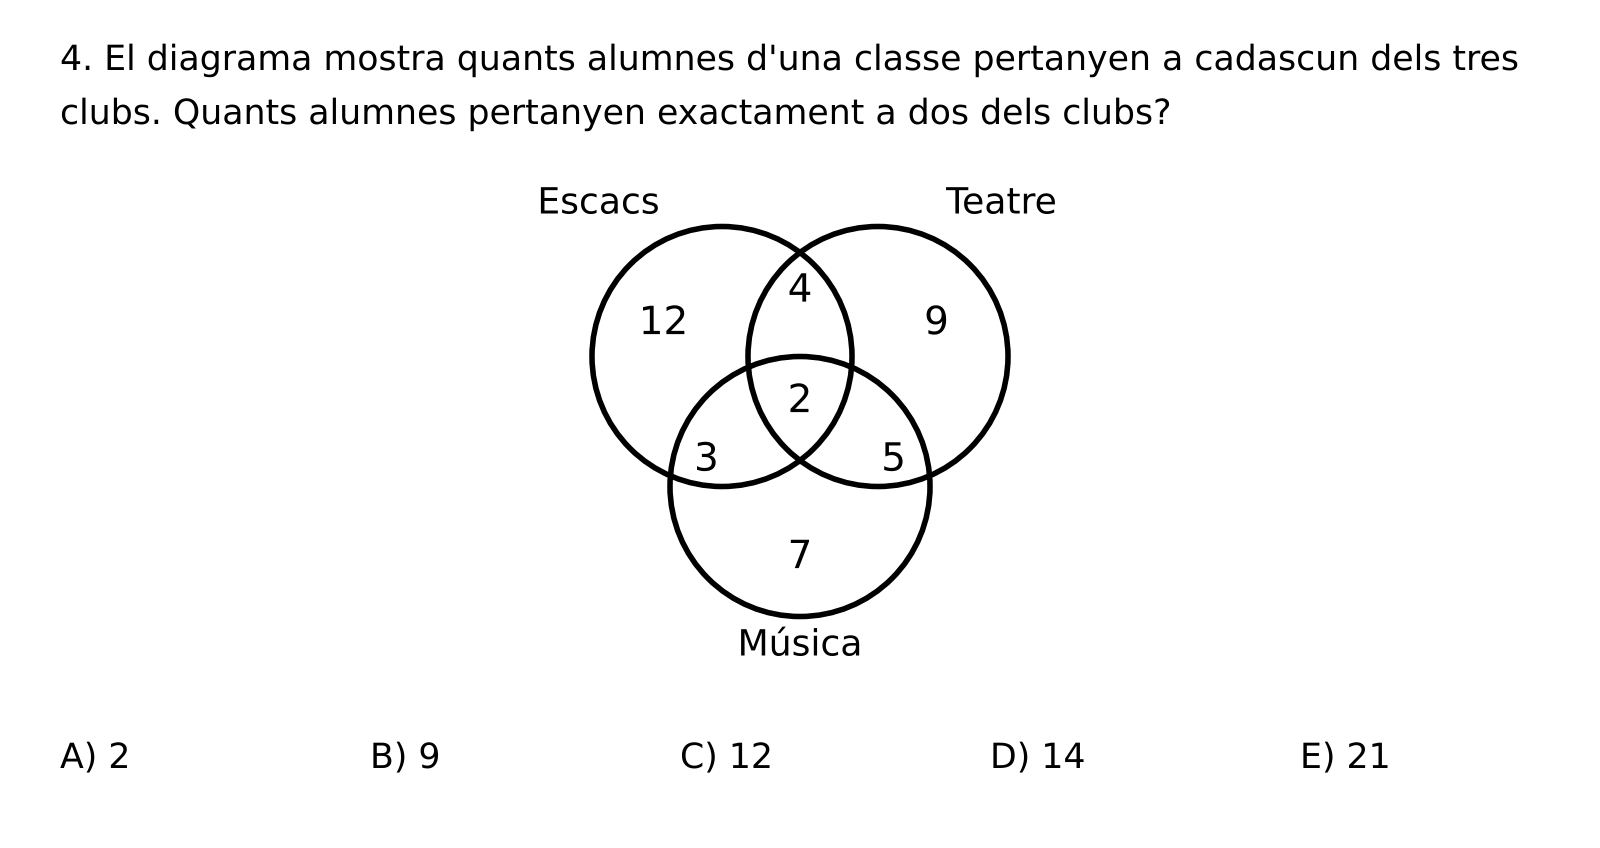 4. El diagrama mostra quants alumnes d'una classe pertanyen a cadascun dels tres
clubs. Quants alumnes pertanyen exactament a dos dels clubs?
Escacs Teatre
4
12 9
2
3 5
7
Música
A) 2 B) 9 C) 12 D) 14 E) 21